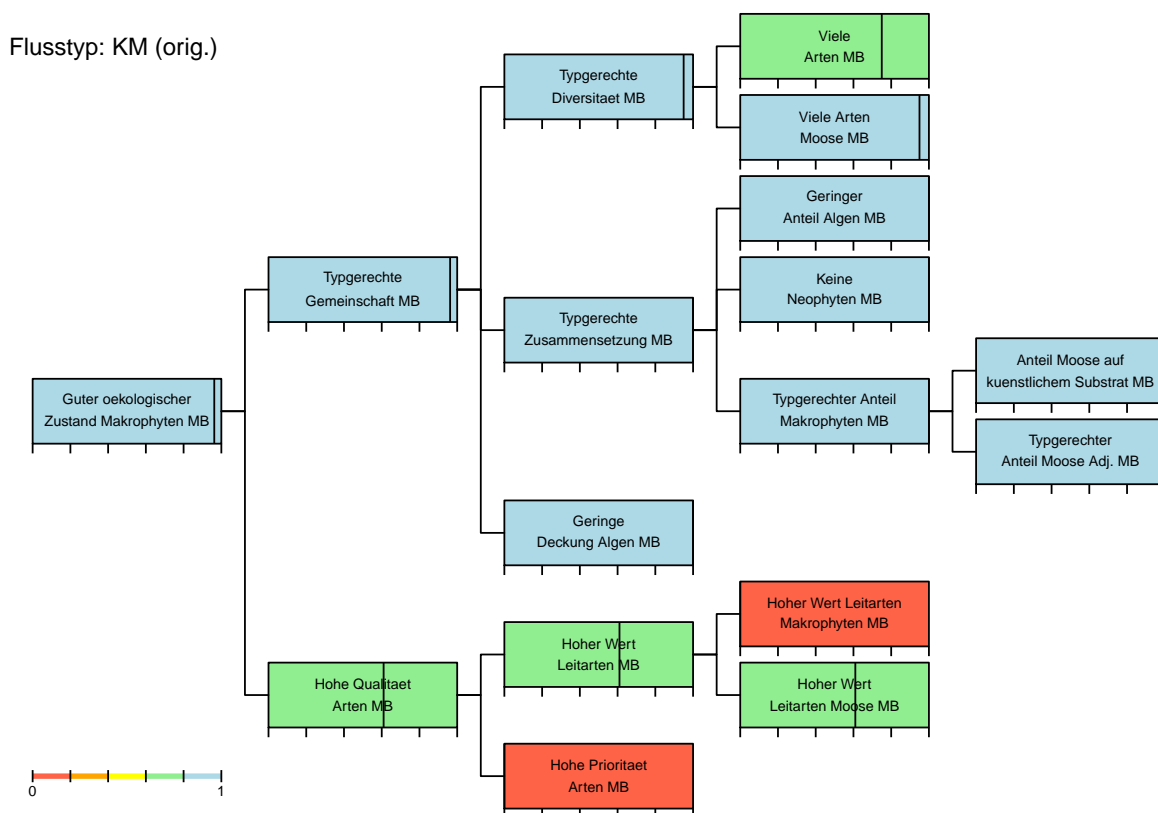 Flusstyp: KM (orig.)
Viele
Arten MB
Typgerechte
Diversitaet MB
Viele Arten
Moose MB
Geringer
Anteil Algen MB
Typgerechte
Gemeinschaft MB
Keine
Neophyten MB
Typgerechte
Zusammensetzung MB
Anteil Moose auf
kuenstlichem Substrat MB
Guter oekologischer
Zustand Makrophyten MB
Typgerechter Anteil
Makrophyten MB
Typgerechter
Anteil Moose Adj. MB
Geringe
Deckung Algen MB
Hoher Wert Leitarten
Makrophyten MB
Hoher Wert
Leitarten MB
Hohe Qualitaet
Arten MB
Hoher Wert
Leitarten Moose MB
Hohe Prioritaet
Arten MB
0 1